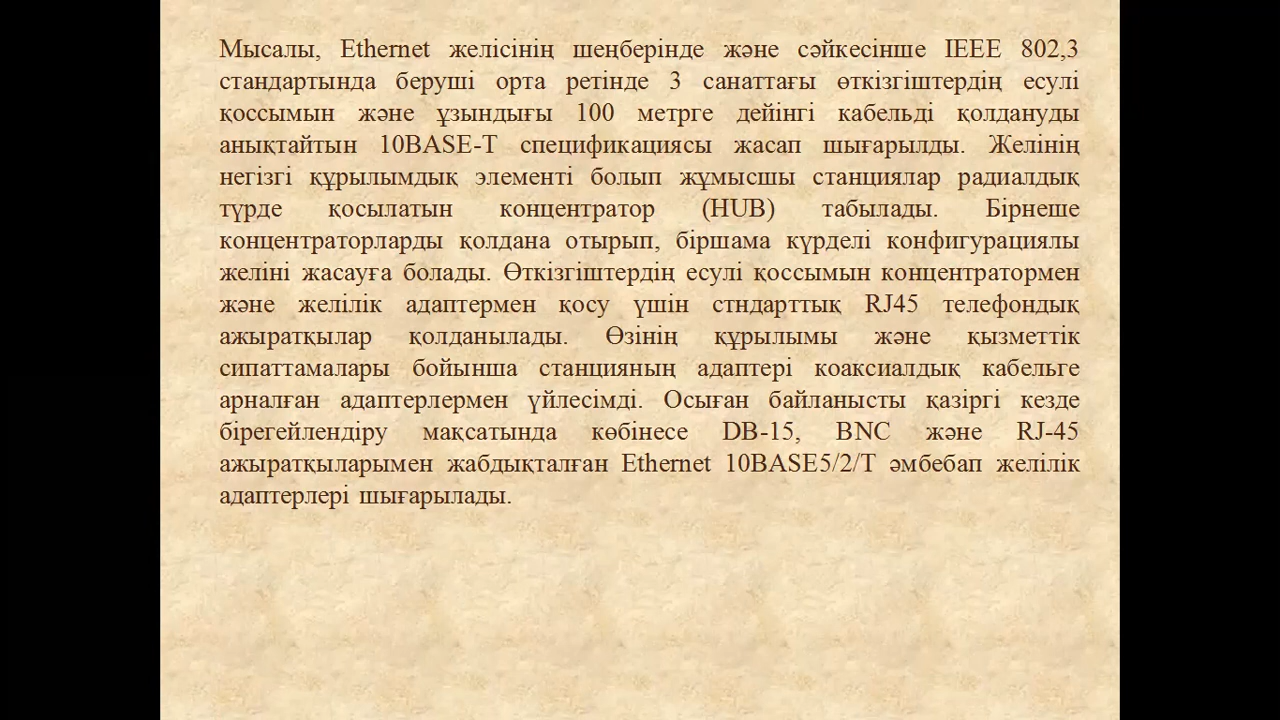 Мысалы, Ethernet желісінің шеңберінде және сәйкесінше IEEE 802,3
стандартында беруші орта ретінде 3 санаттағы өткізгіштердің есулі
қоссымын және ұзындығы 100 метрге дейінгі кабельді қолдануды
анықтайтын 10BASE-T спецификациясы жасап шығарылды. Желінің
негізгі құрылымдық элементі болып жұмысшы станциялар радиалдық
түрде қосылатын концентратор (HUB) табылады. Бірнеше
концентраторларды қолдана отырып, біршама күрделі конфигурациялы
желіні жасауға болады. Өткізгіштердің есулі қоссымын концентратормен
және желілік адаптермен қосу үшін стндарттық RJ45 телефондық
ажыратқылар қолданылады. Өзінің құрылымы және қызметтік
сипаттамалары бойынша станцияның адаптері коаксиалдық кабельге
арналған адаптерлермен үйлесімді. Осыған байланысты қазіргі кезде
бірегейлендіру мақсатында көбінесе DB-15, BNC және RJ-45
ажыратқыларымен жабдықталған Ethernet 10BASE5/2/T әмбебап желілік
адаптерлері шығарылады.